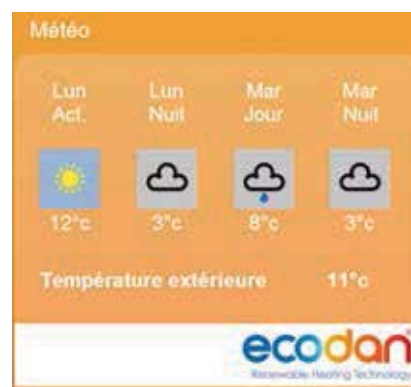 Météo
Lun Lun Mar Mar
Act. Nuit Jour Nuit
12°c 3°c 8°c 3°c
Température extérieure 11°c
ecodan
Renewable Heating Technology